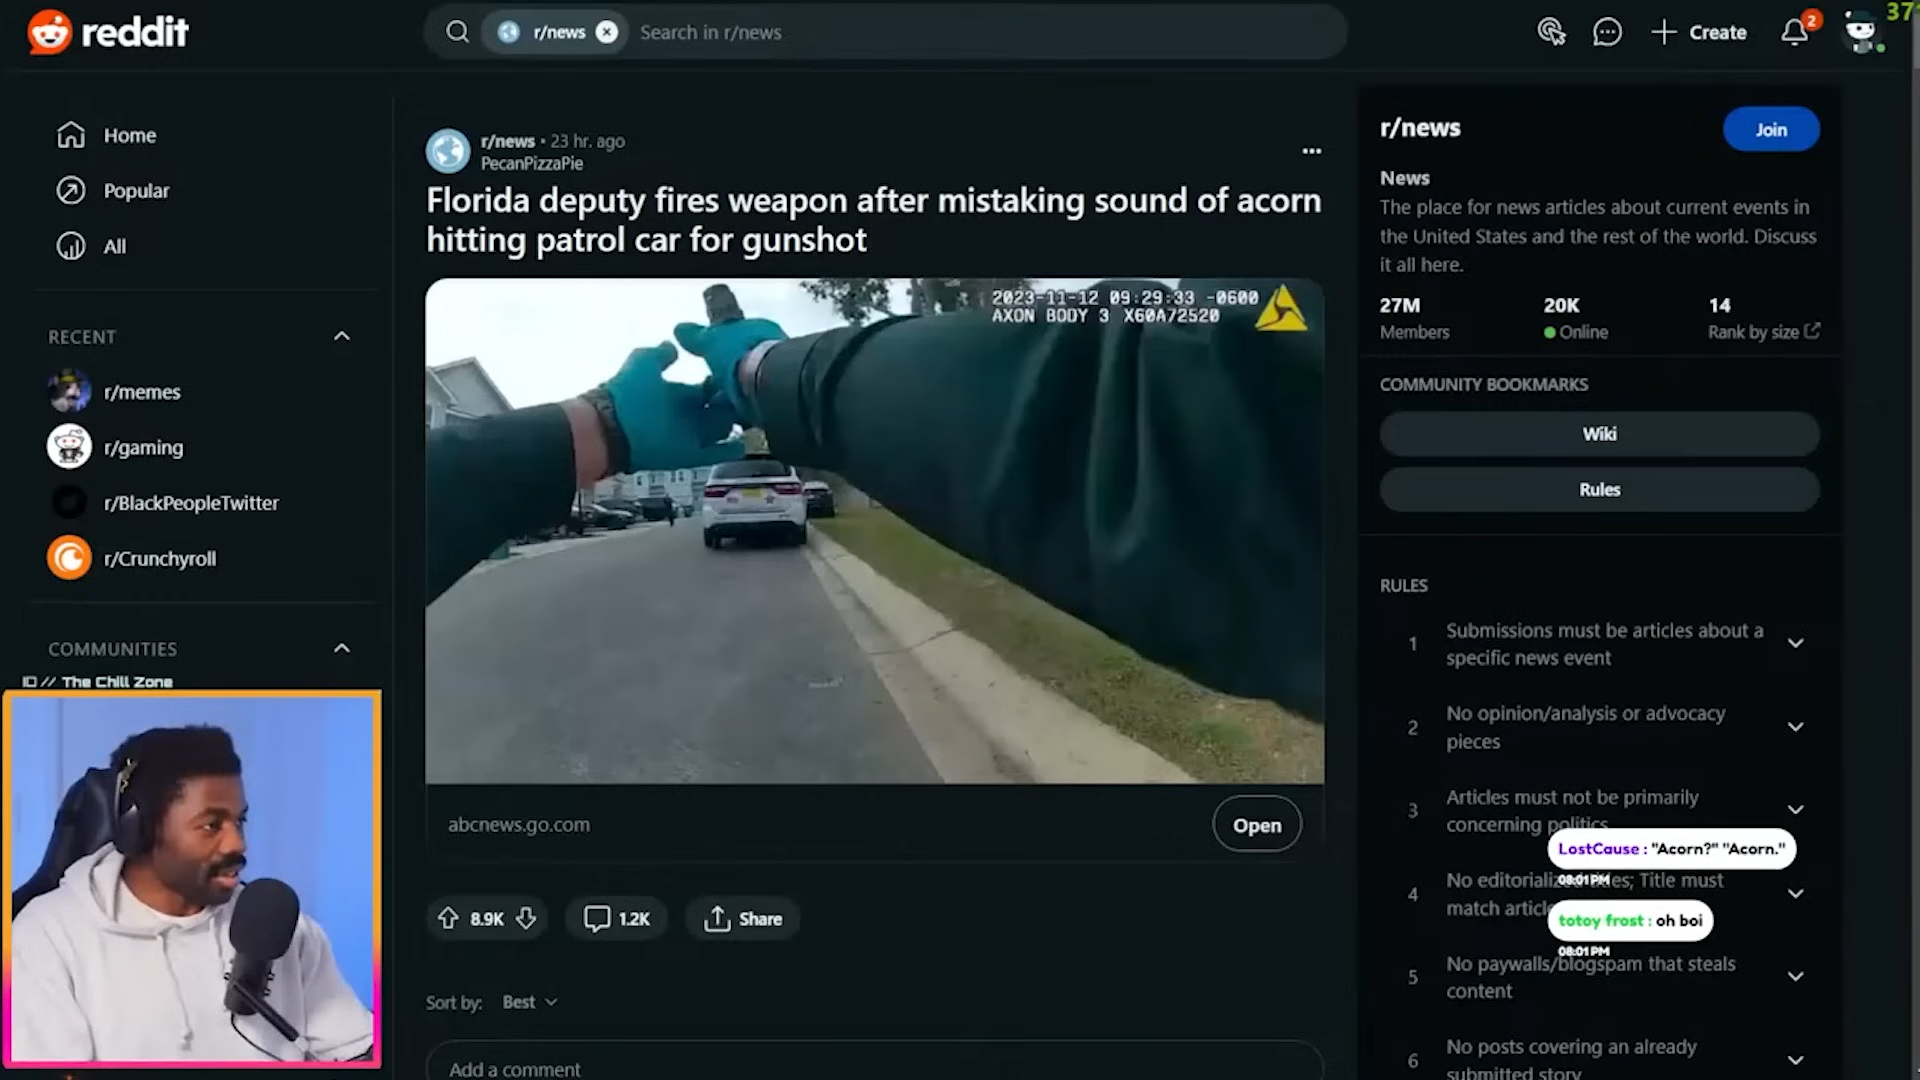 reddit
r/news
Search in r/news
Create
2
37
Home
Popular
All
RECENT
r/memes
r/gaming
r/BlackPeopleTwitter
r/Crunchyroll
COMMUNITIES
ID // The Chill Zone
r/news • 23 hr. ago
PecanPizzaPie
Florida deputy fires weapon after mistaking sound of acorn
hitting patrol car for gunshot
2023-11-12 09:29:33 -0600
AXON BODY 3 X60A72520
abcnews.go.com
Open
8.9K
1.2K
Share
Sort by: Best
Add a comment
r/news
Join
News
The place for news articles about current events in
the United States and the rest of the world. Discuss
it all here.
27M
Members
20K
Online
14
Rank by size
COMMUNITY BOOKMARKS
Wiki
Rules
RULES
1 Submissions must be articles about a
specific news event
2 No opinion/analysis or advocacy
pieces
3 Articles must not be primarily
concerning politics
LostCause : "Acorn?" "Acorn."
08:01 PM
4 No editorialized titles; Title must
match article
totoy frost : oh boi
08:01 PM
5 No paywalls/blogspam that steals
content
6 No posts covering an already
submitted story